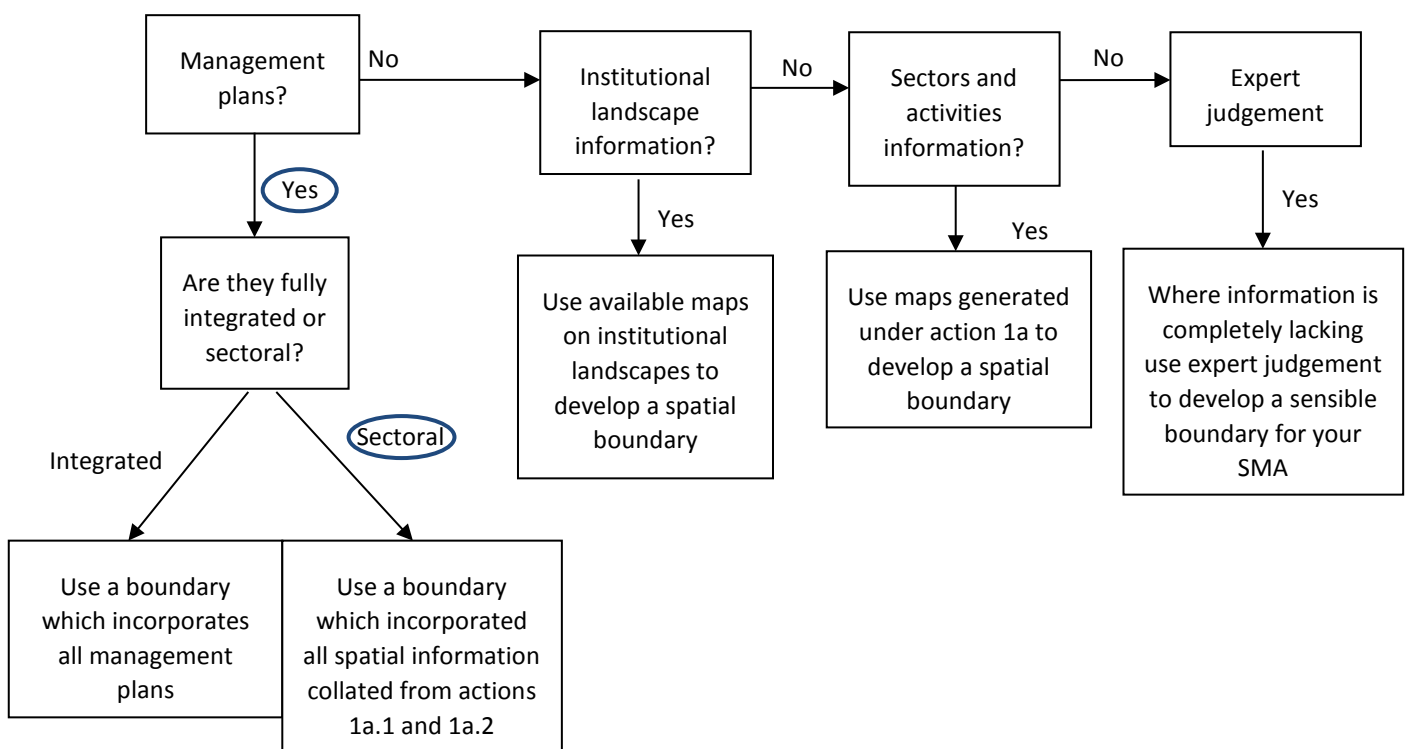 Management
plans?
No
Institutional
landscape
information?
No
Sectors and
activities
information?
No
Expert
judgement
Yes
Yes
Yes
Yes
Are they fully
integrated or
sectoral?
Use available maps
on institutional
landscapes to
develop a spatial
boundary
Use maps generated
under action 1a to
develop a spatial
boundary
Where information is
completely lacking
use expert judgement
to develop a sensible
boundary for your
SMA
Integrated
Sectoral
Use a boundary
which incorporates
all management
plans
Use a boundary
which incorporated
all spatial information
collated from actions
1a.1 and 1a.2